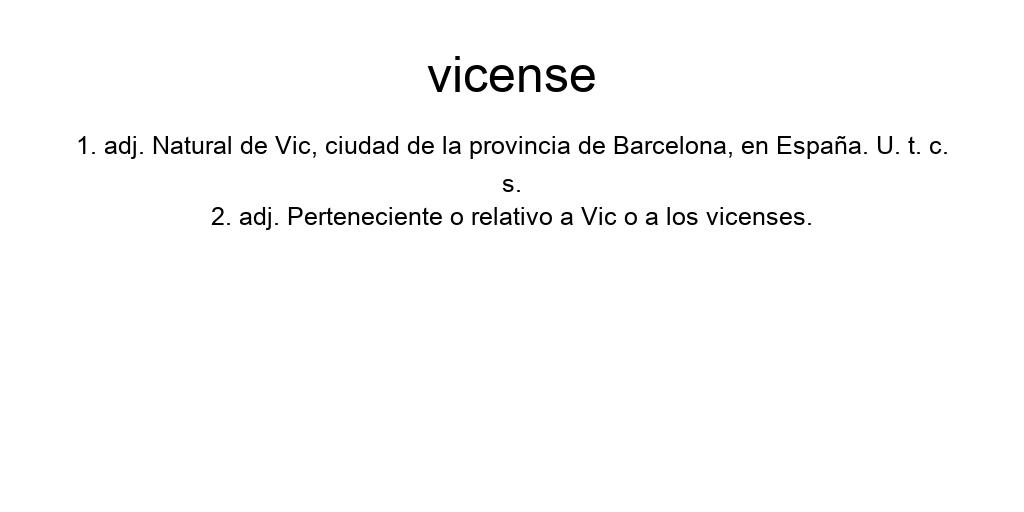 vicense
1. adj. Natural de Vic, ciudad de la provincia de Barcelona, en España. U. t. c.
s.
2. adj. Perteneciente o relativo a Vic o a los vicenses.